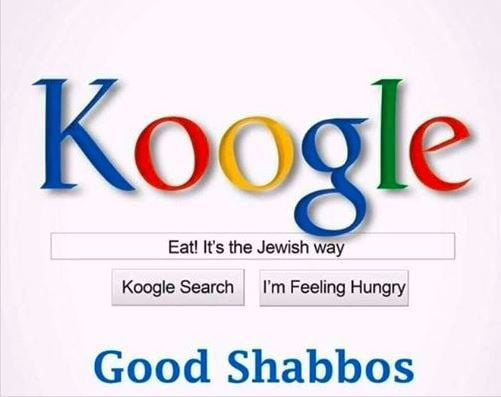 Koogle
Eat! It's the Jewish way
Koogle Search
I'm Feeling Hungry
Good Shabbos